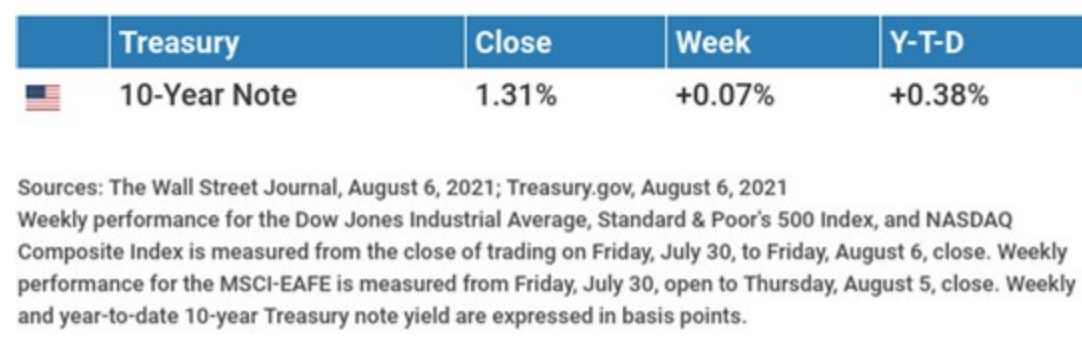 Treasury Close Week Y-T-D
10-Year Note 1.31% +0.07% +0.38%
Sources: The Wall Street Journal, August 6, 2021; Treasury.gov, August 6, 2021
Weekly performance for the Dow Jones Industrial Average, Standard & Poor's 500 Index, and NASDAQ
Composite Index is measured from the close of trading on Friday, July 30, to Friday, August 6, close. Weekly
performance for the MSCI-EAFE is measured from Friday, July 30, open to Thursday, August 5, close. Weekly
and year-to-date 10-year Treasury note yield are expressed in basis points.